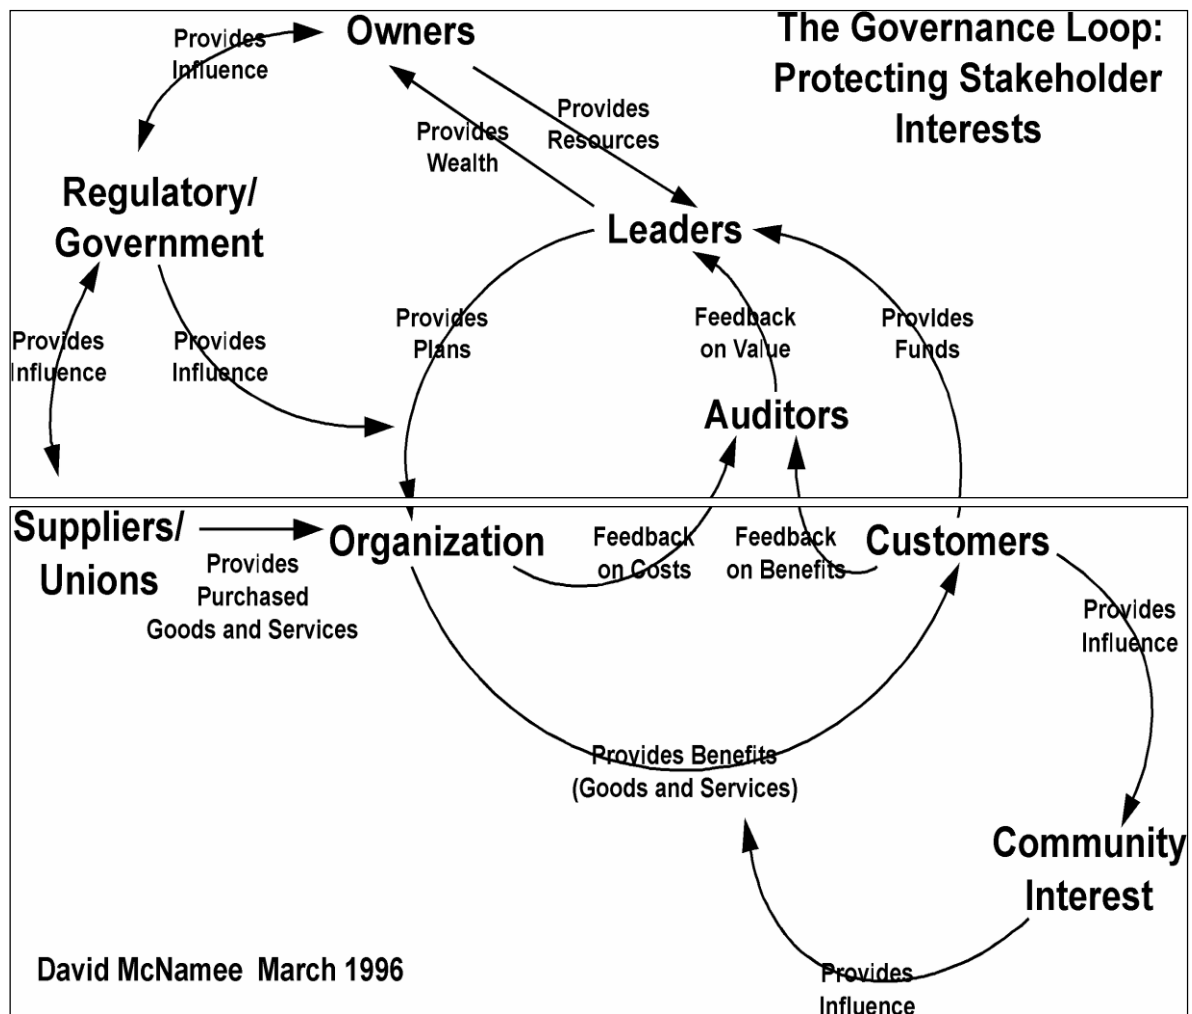 The Governance Loop:
Protecting Stakeholder
Interests
Owners
Provides
Influence
Provides
Resources
Provides
Wealth
Regulatory/
Government
Leaders
Provides
Influence
Provides
Influence
Provides
Plans
Feedback
on Value
Provides
Funds
Auditors
Suppliers/
Unions
Provides
Purchased
Goods and Services
Organization
Feedback
on Costs
Feedback
on Benefits
Customers
Provides
Influence
Provides Benefits
(Goods and Services)
Community
Interest
Provides
Influence
David McNamee March 1996